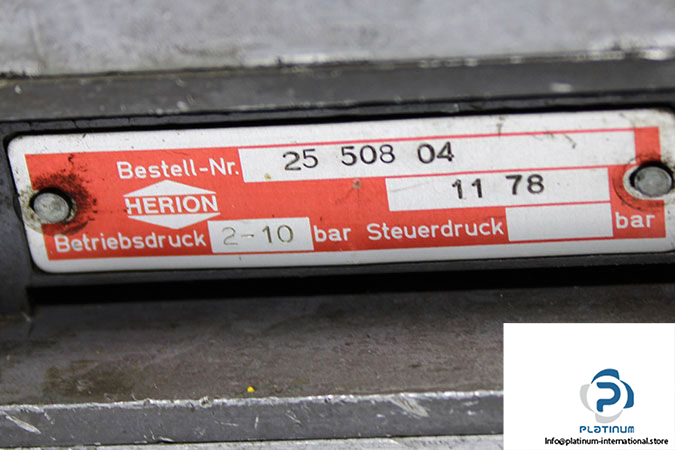 Bestell-Nr. 25 508 04
HERION 11 78
Betriebsdruck 2-10 bar Steuerdruck bar
PLATINUM
Info@platinum-international.store